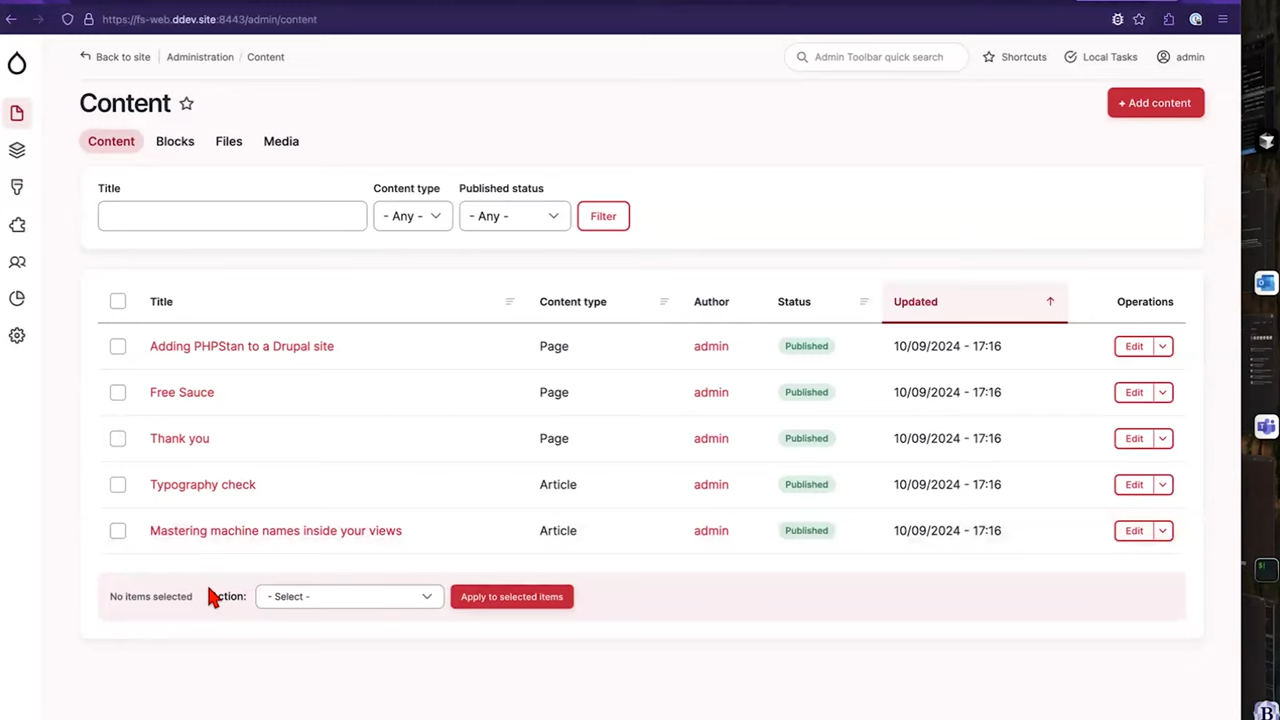 https://fs-web.ddev.site:8443/admin/content
Back to site Administration / Content Admin Toolbar quick search Shortcuts Local Tasks admin
Content
+ Add content
Content Blocks Files Media
Title Content type Published status
- Any - - Any - Filter
Title Content type Author Status Updated Operations
Adding PHPStan to a Drupal site Page admin Published 10/09/2024 - 17:16 Edit
Free Sauce Page admin Published 10/09/2024 - 17:16 Edit
Thank you Page admin Published 10/09/2024 - 17:16 Edit
Typography check Article admin Published 10/09/2024 - 17:16 Edit
Mastering machine names inside your views Article admin Published 10/09/2024 - 17:16 Edit
No items selected ction: - Select - Apply to selected items
B